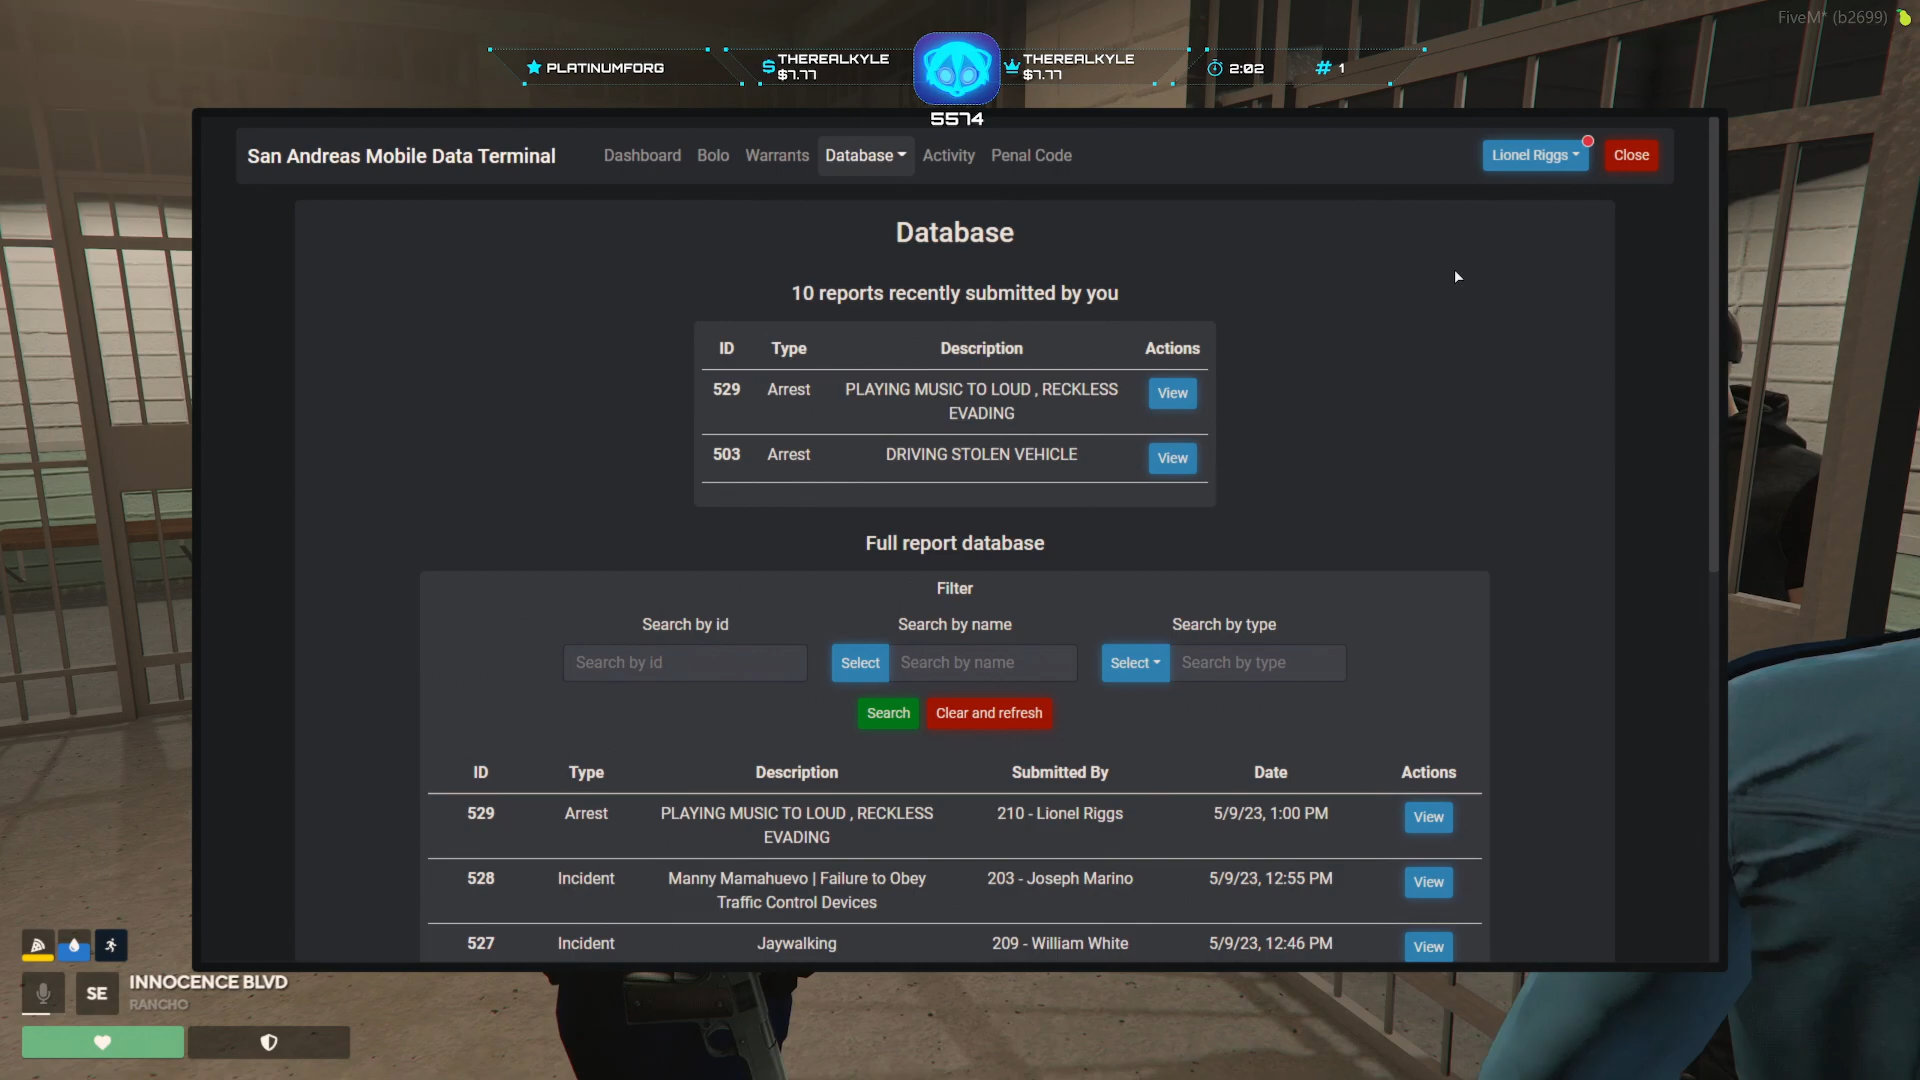 FiveM* (b2699)
PLATINUMFORG
THEREALKYLE
$7.77
THEREALKYLE
$7.77
2:02
# 1
5574
San Andreas Mobile Data Terminal
Dashboard Bolo Warrants Database Activity Penal Code
Lionel Riggs Close
Database
10 reports recently submitted by you
ID Type Description Actions
529 Arrest PLAYING MUSIC TO LOUD , RECKLESS View
EVADING
503 Arrest DRIVING STOLEN VEHICLE View
Full report database
Filter
Search by id Search by name Search by type
Search by id Select Search by name Select Search by type
Search Clear and refresh
ID Type Description Submitted By Date Actions
529 Arrest PLAYING MUSIC TO LOUD , RECKLESS 210 - Lionel Riggs 5/9/23, 1:00 PM View
EVADING
528 Incident Manny Mamahuevo | Failure to Obey 203 - Joseph Marino 5/9/23, 12:55 PM View
Traffic Control Devices
527 Incident Jaywalking 209 - William White 5/9/23, 12:46 PM View
SE INNOCENCE BLVD
RANCHO